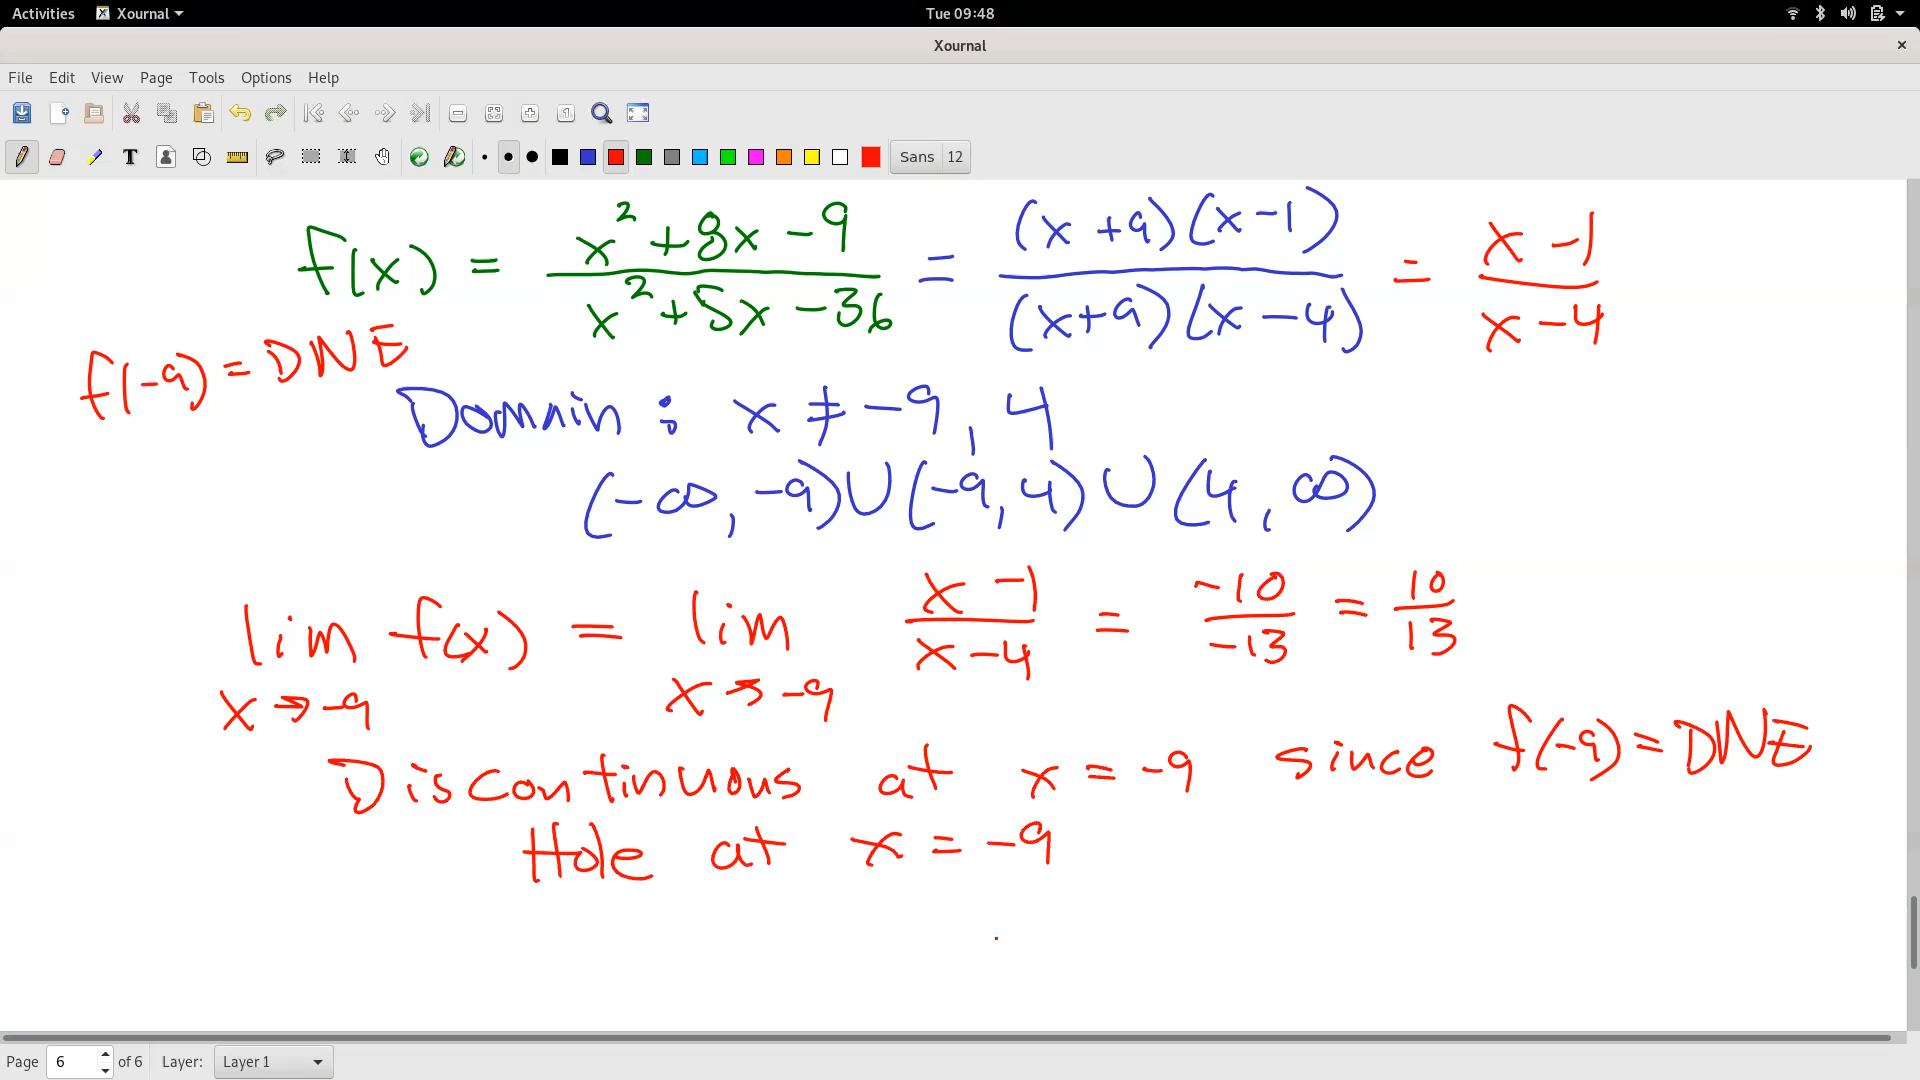 Activities Xournal Tue 09:48
Xournal
File Edit View Page Tools Options Help
Sans 12
f(x) = (x² + 8x - 9)/(x² + 5x - 36) = ((x + 9)(x - 1))/((x + 9)(x - 4)) = (x - 1)/(x - 4)
f(-9) = DNE
Domain : x ≠ -9, 4
(-∞, -9) ∪ (-9, 4) ∪ (4, ∞)
lim x→-9 f(x) = lim x→-9 (x - 1)/(x - 4) = -10/-13 = 10/13
Discontinuous at x = -9 since f(-9) = DNE
Hole at x = -9
Page 6 of 6 Layer: Layer 1